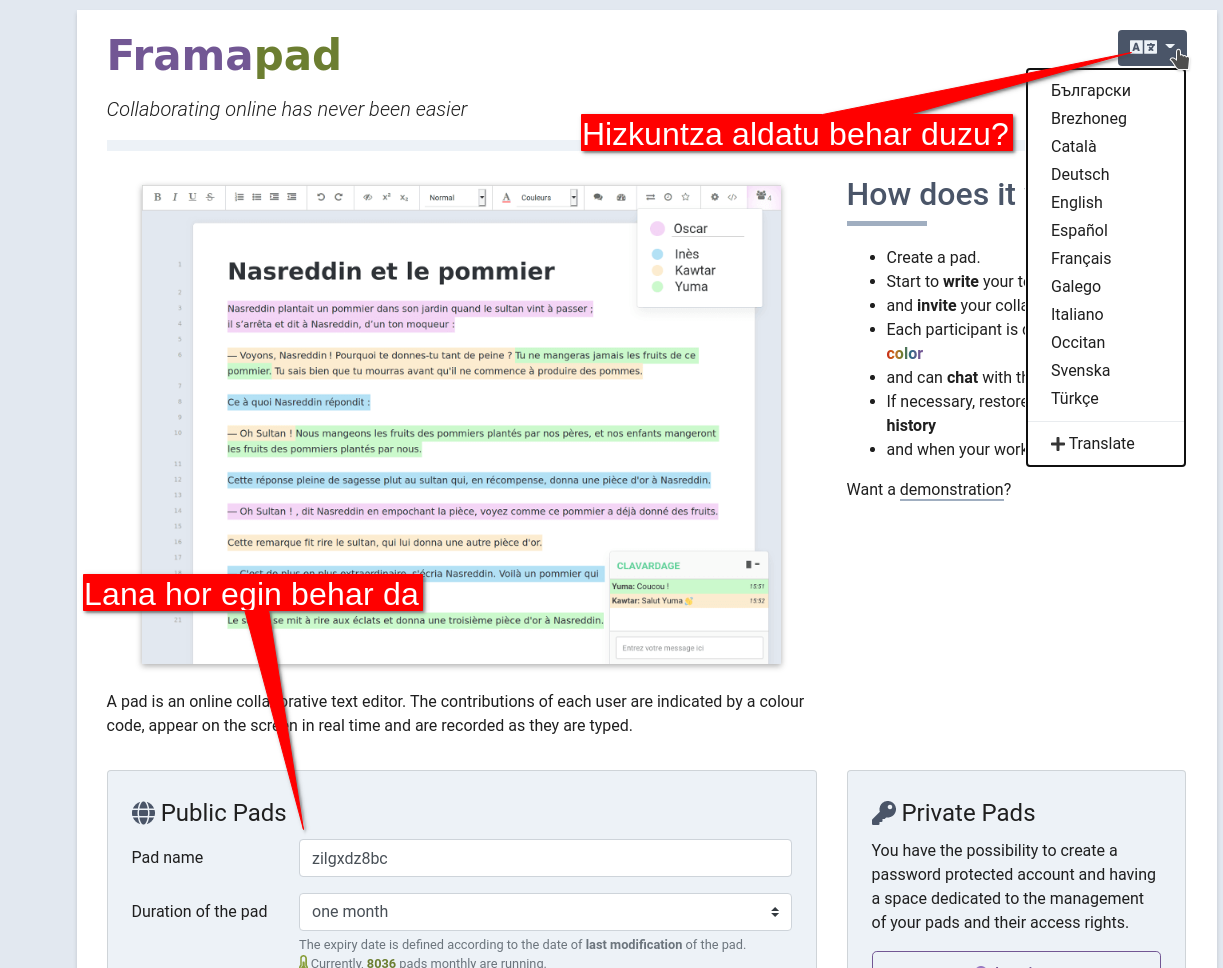 Framapad
Collaborating online has never been easier
Hizkuntza aldatu behar duzu?
Български
Brezhoneg
Català
Deutsch
English
Español
Français
Galego
Italiano
Occitan
Svenska
Türkçe
Translate
B I U S
Normal
A Couleurs
4
Oscar
Inès
Kawtar
Yuma
Nasreddin et le pommier
Nasreddin plantait un pommier dans son jardin quand le sultan vint à passer ;
il s’arrêta et dit à Nasreddin, d’un ton moqueur :
— Voyons, Nasreddin ! Pourquoi te donnes-tu tant de peine ? Tu ne mangeras jamais les fruits de ce
pommier. Tu sais bien que tu mourras avant qu'il ne commence à produire des pommes.
Ce à quoi Nasreddin répondit :
— Oh Sultan ! Nous mangeons les fruits des pommiers plantés par nos pères, et nos enfants mangeront
les fruits des pommiers plantés par nous.
Cette réponse pleine de sagesse plut au sultan qui, en récompense, donna une pièce d'or à Nasreddin.
— Oh Sultan ! , dit Nasreddin en empochant la pièce, voyez comme ce pommier a déjà donné des fruits.
Cette remarque fit rire le sultan, qui lui donna une autre pièce d'or.
— C'est de plus en plus extraordinaire, s'écria Nasreddin. Voilà un pommier qui
Le se mit à rire aux éclats et donna une troisième pièce d'or à Nasreddin.
CLAVARDAGE
Yuma: Coucou ! 15:51
Kawtar: Salut Yuma 15:52
Entrez votre message ici
Lana hor egin behar da
How does it
Create a pad.
Start to write your
and invite your
Each participant is
color
and can chat with
If necessary, restore
history
and when your work
Want a demonstration?
A pad is an online collaborative text editor. The contributions of each user are indicated by a colour
code, appear on the screen in real time and are recorded as they are typed.
Public Pads
Pad name
zilgxdz8bc
Duration of the pad
one month
The expiry date is defined according to the date of last modification of the pad.
Currently, 8036 pads monthly are running.
Private Pads
You have the possibility to create a
password protected account and having
a space dedicated to the management
of your pads and their access rights.